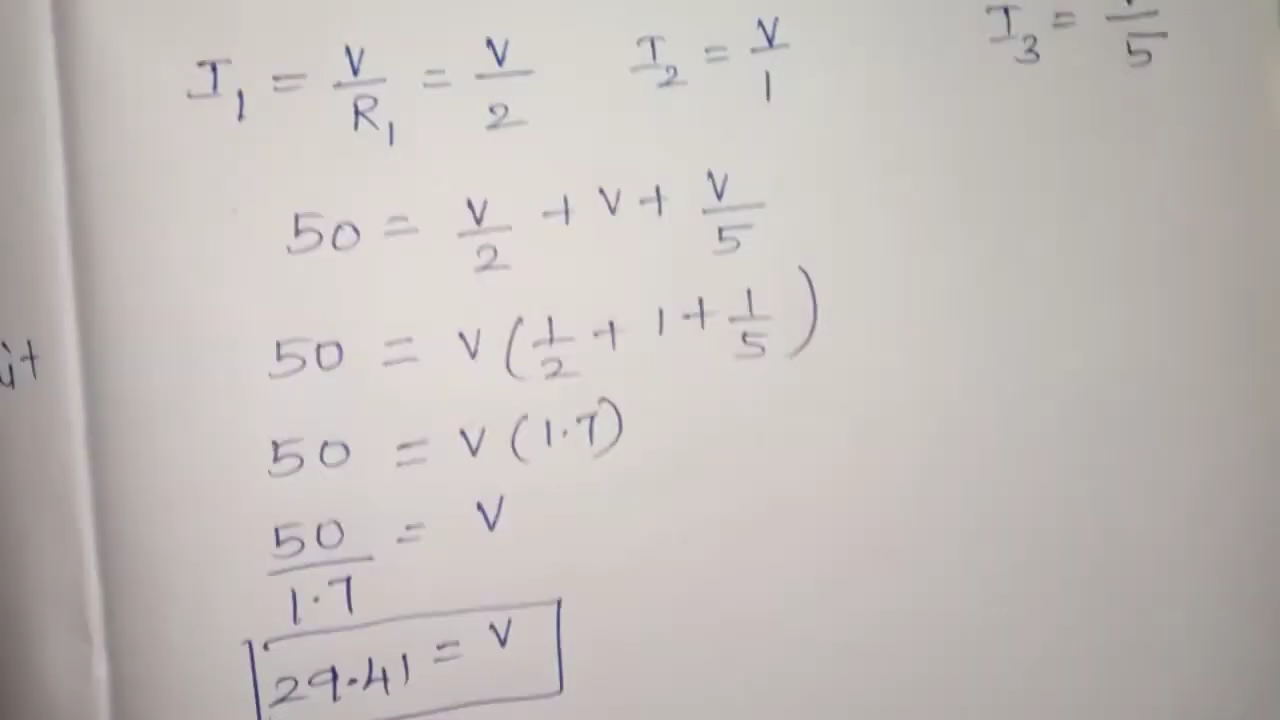 I₁ = V/R₁ = V/2 I₂ = V/1 I₃ = V/5
50 = V/2 + V + V/5
50 = V(1/2 + 1 + 1/5)
50 = V(1.7)
50/1.7 = V
29.41 = V